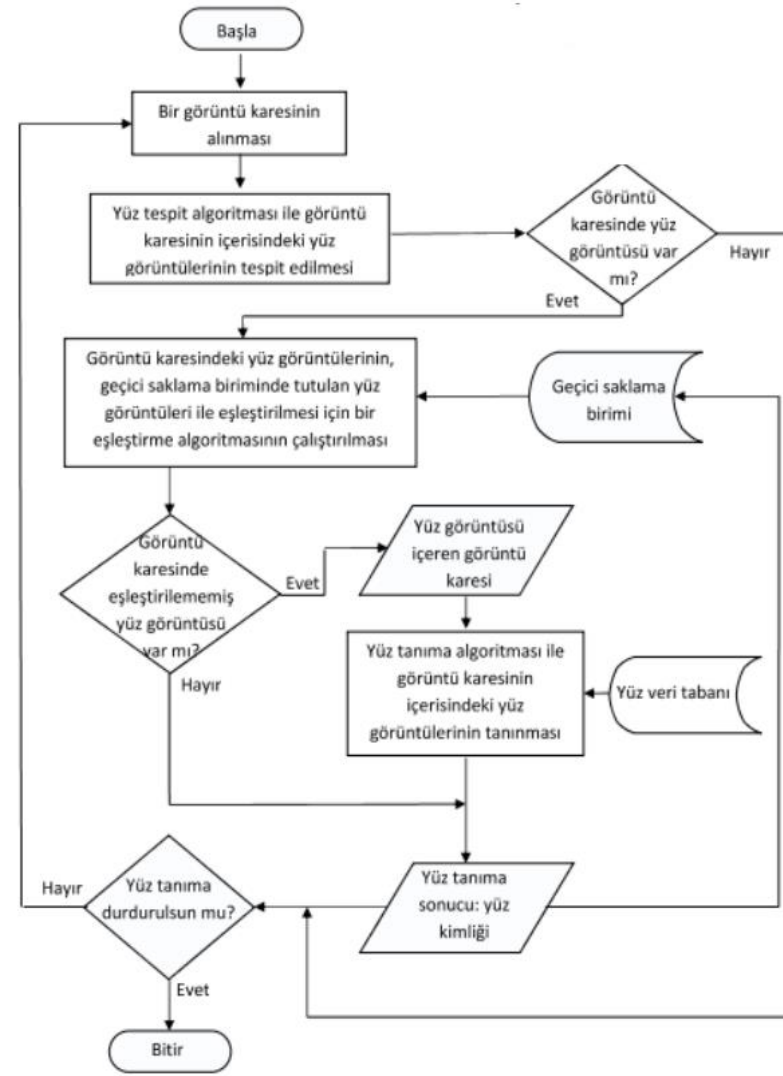 Başla
Bir görüntü karesinin
alınması
Yüz tespit algoritması ile görüntü
karesinin içerisindeki yüz
görüntülerinin tespit edilmesi
Görüntü
karesinde yüz
görüntüsü var
mı?
Hayır
Evet
Görüntü karesindeki yüz görüntülerinin,
geçici saklama biriminde tutulan yüz
görüntüleri ile eşleştirilmesi için bir
eşleştirme algoritmasının çalıştırılması
Geçici saklama
birimi
Görüntü
karesinde
eşleştirilememiş
yüz görüntüsü
var mı?
Evet
Hayır
Yüz görüntüsü
içeren görüntü
karesi
Yüz tanıma algoritması ile
görüntü karesinin
içerisindeki yüz
görüntülerinin tanınması
Yüz veri tabanı
Yüz tanıma
sonucu: yüz
kimliği
Yüz tanıma
durdurulsun mu?
Hayır
Evet
Bitir